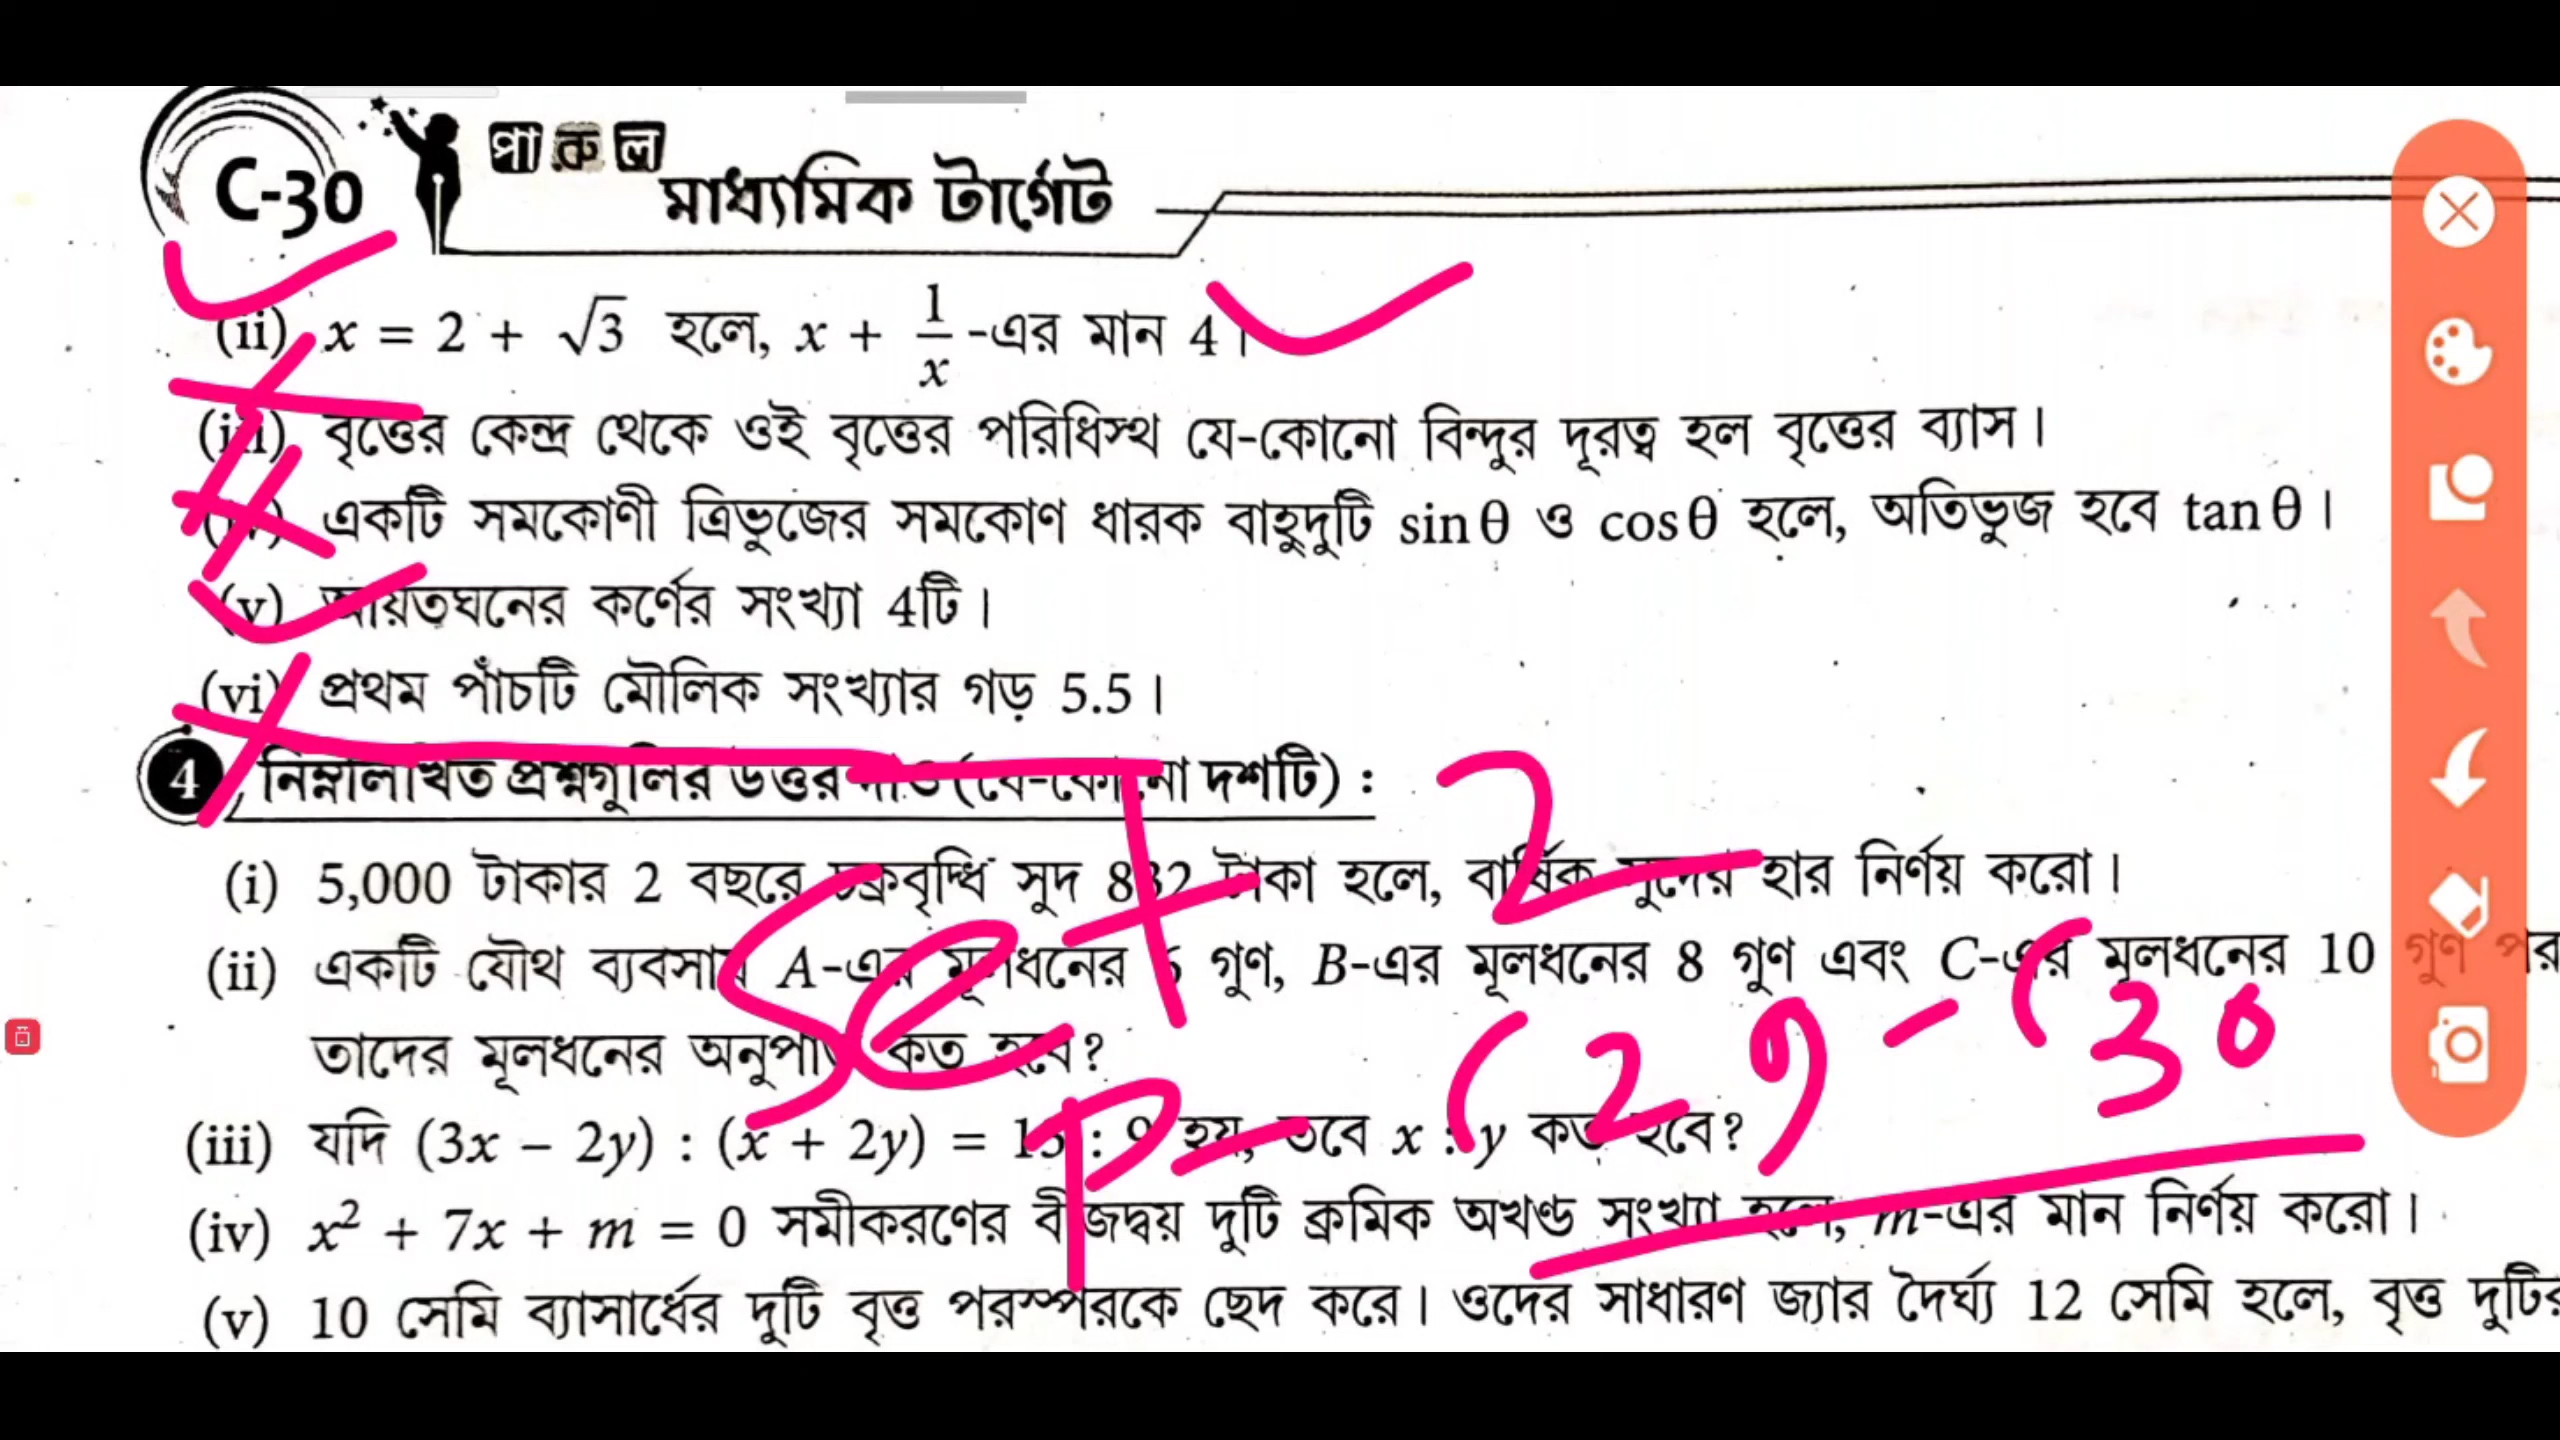 C-30
পারুল
মাধ্যমিক টার্গেট
(ii) x = 2 + √3 হলে, x + 1/x -এর মান 4।
(iii) বৃত্তের কেন্দ্র থেকে ওই বৃত্তের পরিধিস্থ যে-কোনো বিন্দুর দূরত্ব হল বৃত্তের ব্যাস।
একটি সমকোণী ত্রিভুজের সমকোণ ধারক বাহুদুটি sinθ ও cosθ হলে, অতিভুজ হবে tanθ।
(v) আয়তঘনের কর্ণের সংখ্যা 4টি।
(vi) প্রথম পাঁচটি মৌলিক সংখ্যার গড় 5.5।
4 নিম্নলিখিত প্রশ্নগুলির উত্তর দাও (যে-কোনো দশটি) :
(i) 5,000 টাকার 2 বছরে চক্রবৃদ্ধি সুদ 832 টাকা হলে, বার্ষিক সুদের হার নির্ণয় করো।
(ii) একটি যৌথ ব্যবসায় A-এর মূলধনের 6 গুণ, B-এর মূলধনের 8 গুণ এবং C-এর মূলধনের 10 গুণ
তাদের মূলধনের অনুপাত কত হবে?
(iii) যদি (3x – 2y) : (x + 2y) = : 9 হয়, তবে x : y কত হবে?
(iv) x² + 7x + m = 0 সমীকরণের বীজদ্বয় দুটি ক্রমিক অখণ্ড সংখ্যা হলে, m-এর মান নির্ণয় করো।
(v) 10 সেমি ব্যাসার্ধের দুটি বৃত্ত পরস্পরকে ছেদ করে। ওদের সাধারণ জ্যার দৈর্ঘ্য 12 সেমি হলে, বৃত্ত দুটির
Set 2
P- (29) - (30